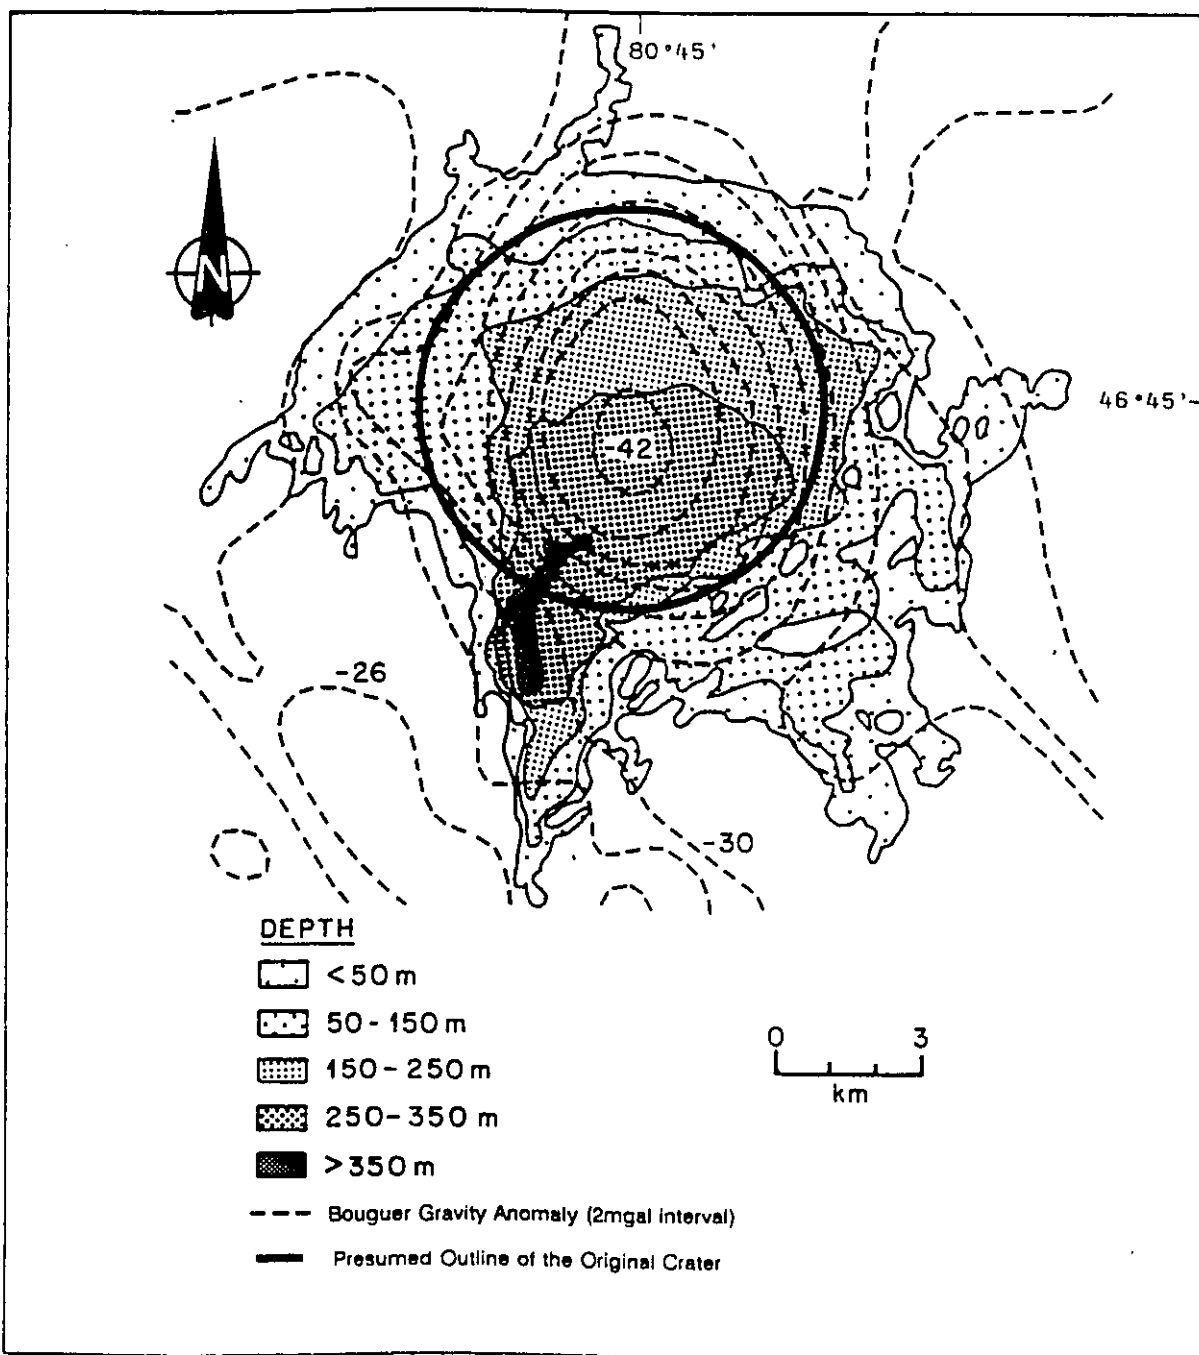 80°45'
N
46°45'
-42
-26
-30
DEPTH
<50m
50-150m
150-250m
250-350m
>350m
0 3
km
Bouguer Gravity Anomaly (2mgal interval)
Presumed Outline of the Original Crater